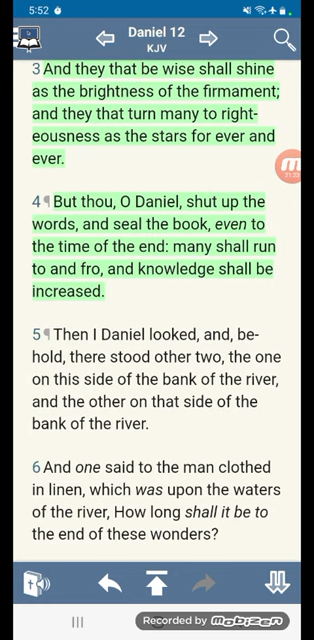 5:52
Daniel 12
KJV
3 And they that be wise shall shine
as the brightness of the firmament;
and they that turn many to right-
eousness as the stars for ever and
ever.
21:23
4 ¶ But thou, O Daniel, shut up the
words, and seal the book, even to
the time of the end: many shall run
to and fro, and knowledge shall be
increased.
5 ¶ Then I Daniel looked, and, be-
hold, there stood other two, the one
on this side of the bank of the river,
and the other on that side of the
bank of the river.
6 And one said to the man clothed
in linen, which was upon the waters
of the river, How long shall it be to
the end of these wonders?
Recorded by mobizen